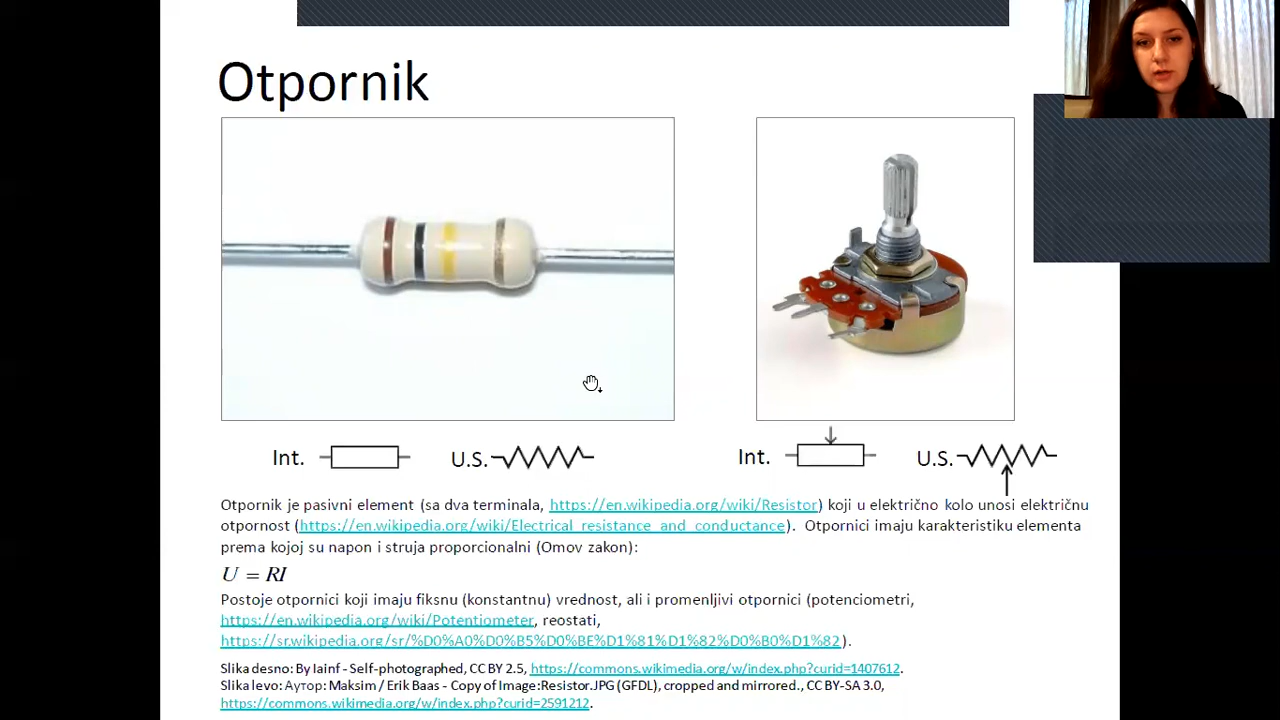 Otpornik
Int.
U.S.
Int.
U.S.
Otpornik je pasivni element (sa dva terminala, https://en.wikipedia.org/wiki/Resistor) koji u električno kolo unosi električnu
otpornost (https://en.wikipedia.org/wiki/Electrical_resistance_and_conductance). Otpornici imaju karakteristiku elementa
prema kojoj su napon i struja proporcionalni (Omov zakon):
U = RI
Postoje otpornici koji imaju fiksnu (konstantnu) vrednost, ali i promenljivi otpornici (potenciometri,
https://en.wikipedia.org/wiki/Potentiometer, reostati,
https://sr.wikipedia.org/sr/%D0%A0%D0%B5%D0%BE%D1%81%D1%82%D0%B0%D1%82).
Slika desno: By Iainf - Self-photographed, CC BY 2.5, https://commons.wikimedia.org/w/index.php?curid=1407612.
Slika levo: Аутор: Maksim / Erik Baas - Copy of Image:Resistor.JPG (GFDL), cropped and mirrored., CC BY-SA 3.0,
https://commons.wikimedia.org/w/index.php?curid=2591212.